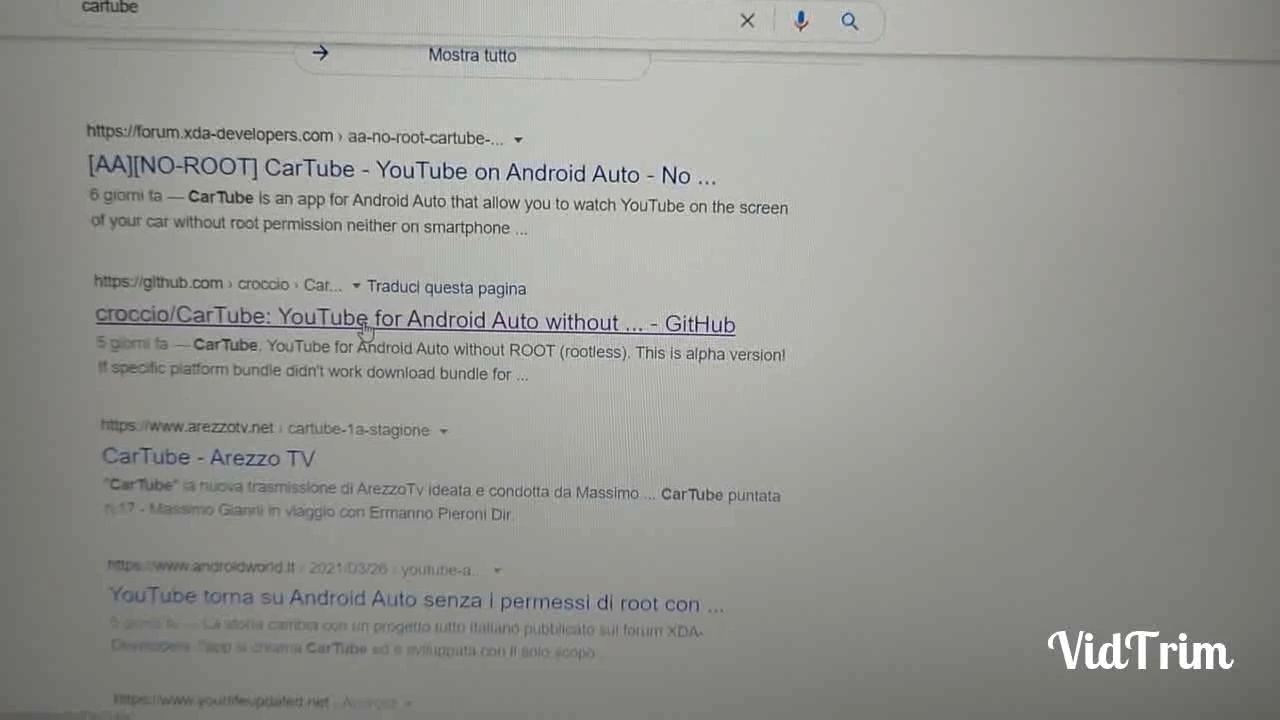 cartube
Mostra tutto
https://forum.xda-developers.com › aa-no-root-cartube-...
[AA][NO-ROOT] CarTube - YouTube on Android Auto - No ...
6 giorni fa — CarTube is an app for Android Auto that allow you to watch YouTube on the screen
of your car without root permission neither on smartphone ...
https://github.com › croccio › Car... Traduci questa pagina
croccio/CarTube: YouTube for Android Auto without ... - GitHub
5 giorni fa — CarTube, YouTube for Android Auto without ROOT (rootless). This is alpha version!
If specific platform bundle didn't work download bundle for ...
https://www.arezzotv.net › cartube-1a-stagione
CarTube - Arezzo TV
"CarTube" la nuova trasmissione di ArezzoTv ideata e condotta da Massimo ... CarTube puntata
n.17 - Massimo Gianni in viaggio con Ermanno Pieroni Dir.
https://www.androidworld.it › 2021/03/26 › youtube-a...
YouTube torna su Android Auto senza i permessi di root con ...
5 giorni fa — La storia cambia con un progetto tutto italiano pubblicato sul forum XDA-
Developers: l'app si chiama CarTube ed è sviluppata con il solo scopo
https://www.yourlifeupdated.net › Android
VidTrim